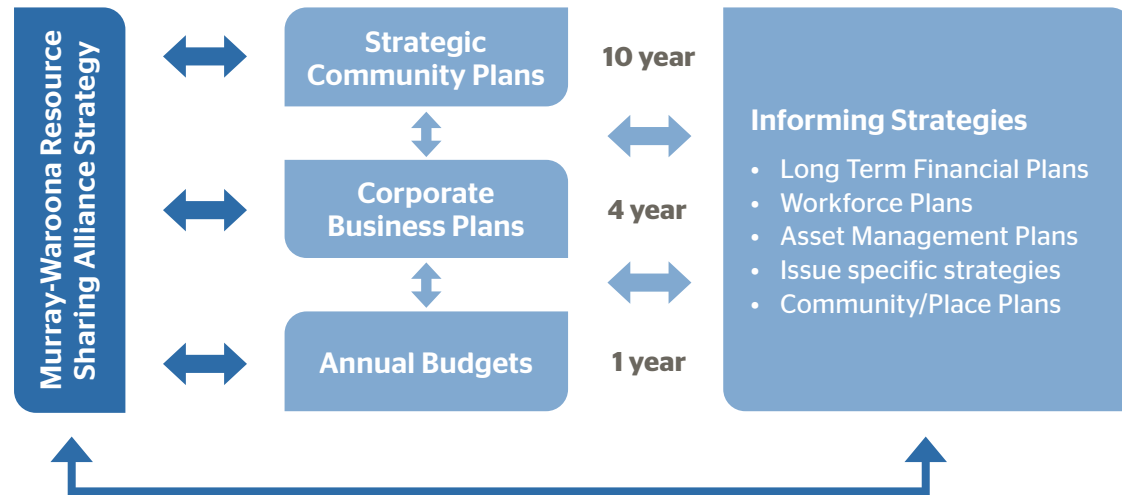 Murray-Waroona Resource
Sharing Alliance Strategy
Strategic
Community Plans
10 year
Corporate
Business Plans
4 year
Annual Budgets
1 year
Informing Strategies
• Long Term Financial Plans
• Workforce Plans
• Asset Management Plans
• Issue specific strategies
• Community/Place Plans